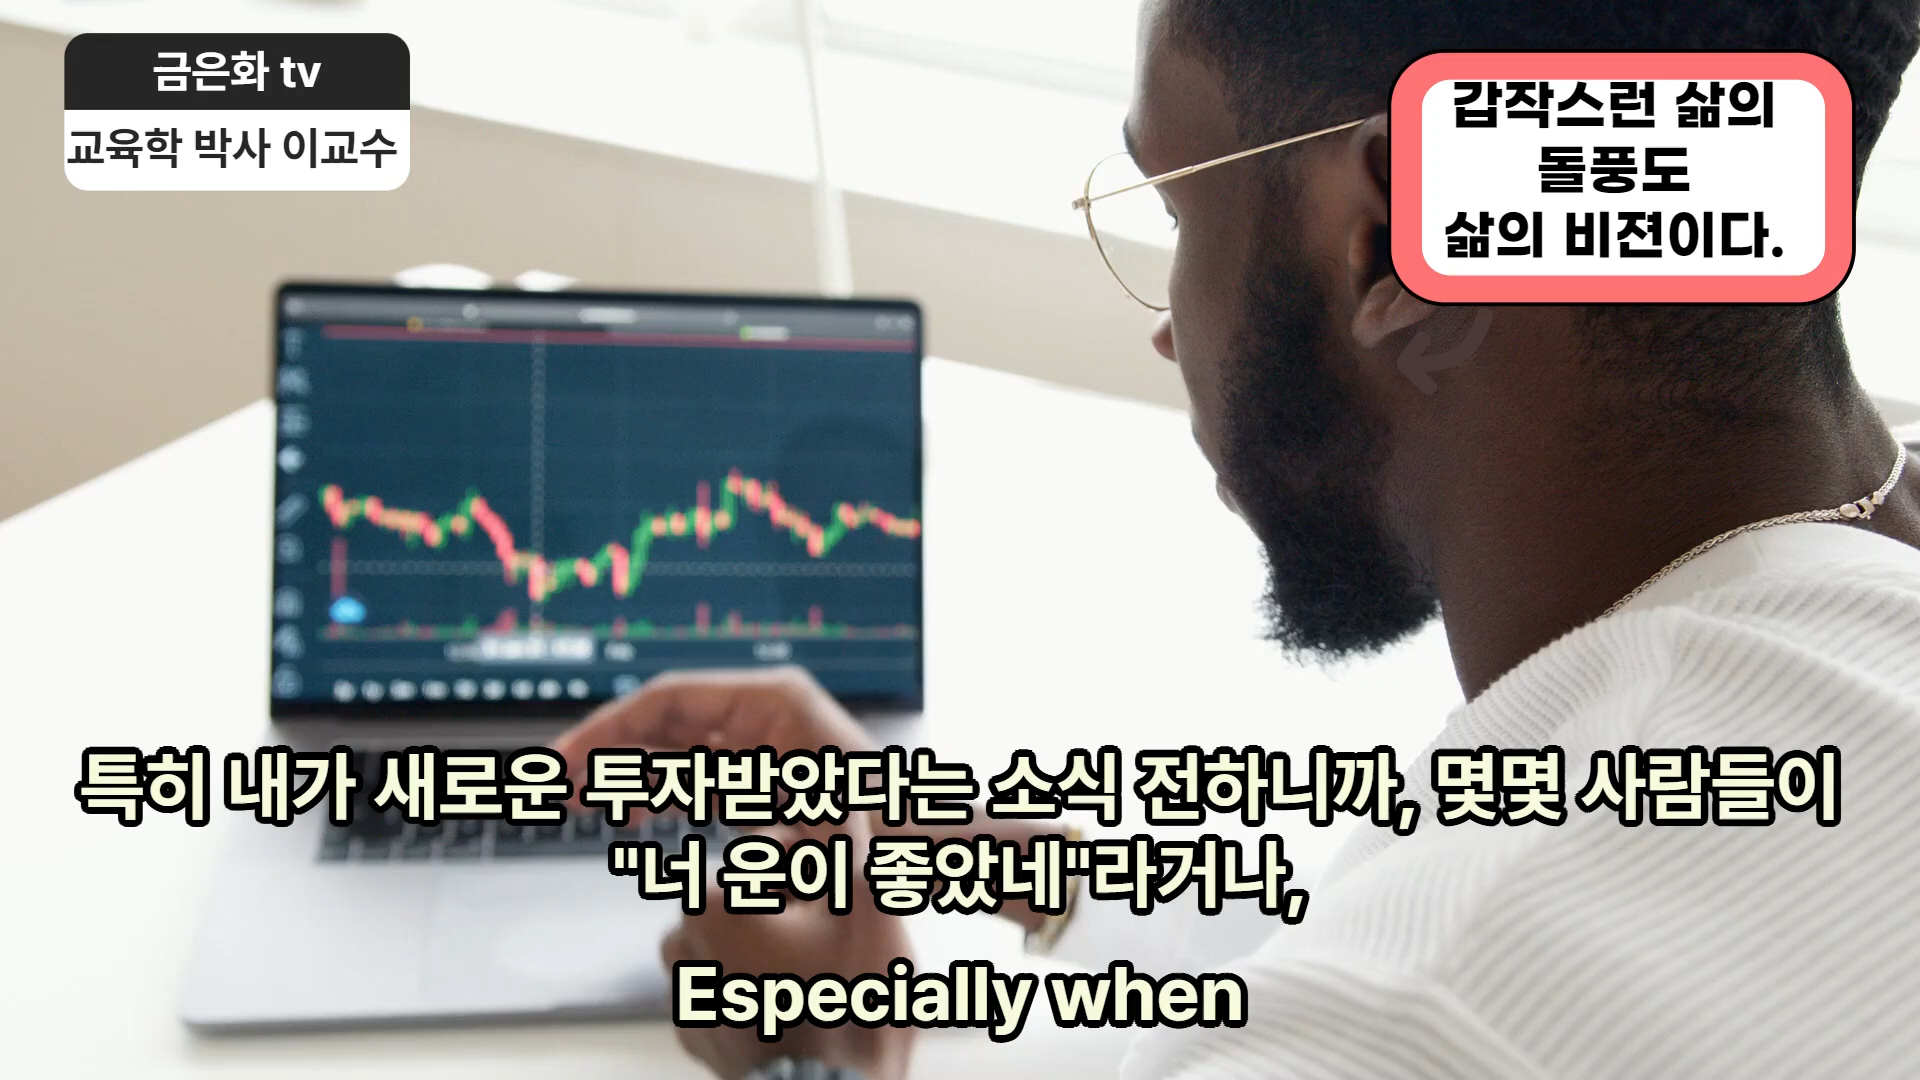 금은화 tv
교육학 박사 이교수
갑작스런 삶의
돌풍도
삶의 비젼이다.
특히 내가 새로운 투자받았다는 소식 전하니까, 몇몇 사람들이
"너 운이 좋았네"라거나,
Especially when